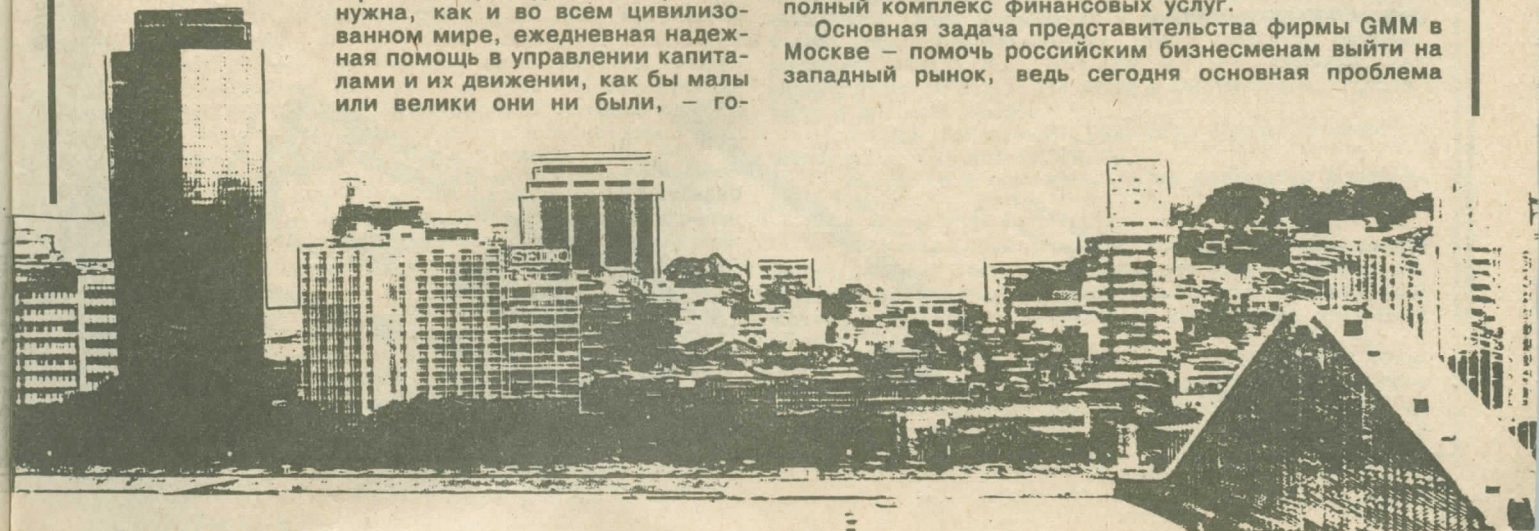 нужна, как и во всем цивилизо-
ванном мире, ежедневная надеж-
ная помощь в управлении капита-
лами и их движении, как бы малы
или велики они ни были, — го-
полный комплекс финансовых услуг.
Основная задача представительства фирмы GMM в
Москве — помочь российским бизнесменам выйти на
западный рынок, ведь сегодня основная проблема